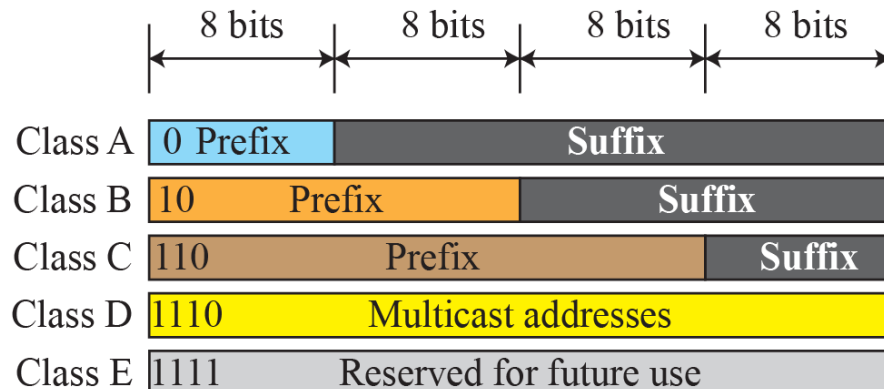 8 bits 8 bits 8 bits 8 bits
Class A 0 Prefix Suffix
Class B 10 Prefix Suffix
Class C 110 Prefix Suffix
Class D 1110 Multicast addresses
Class E 1111 Reserved for future use